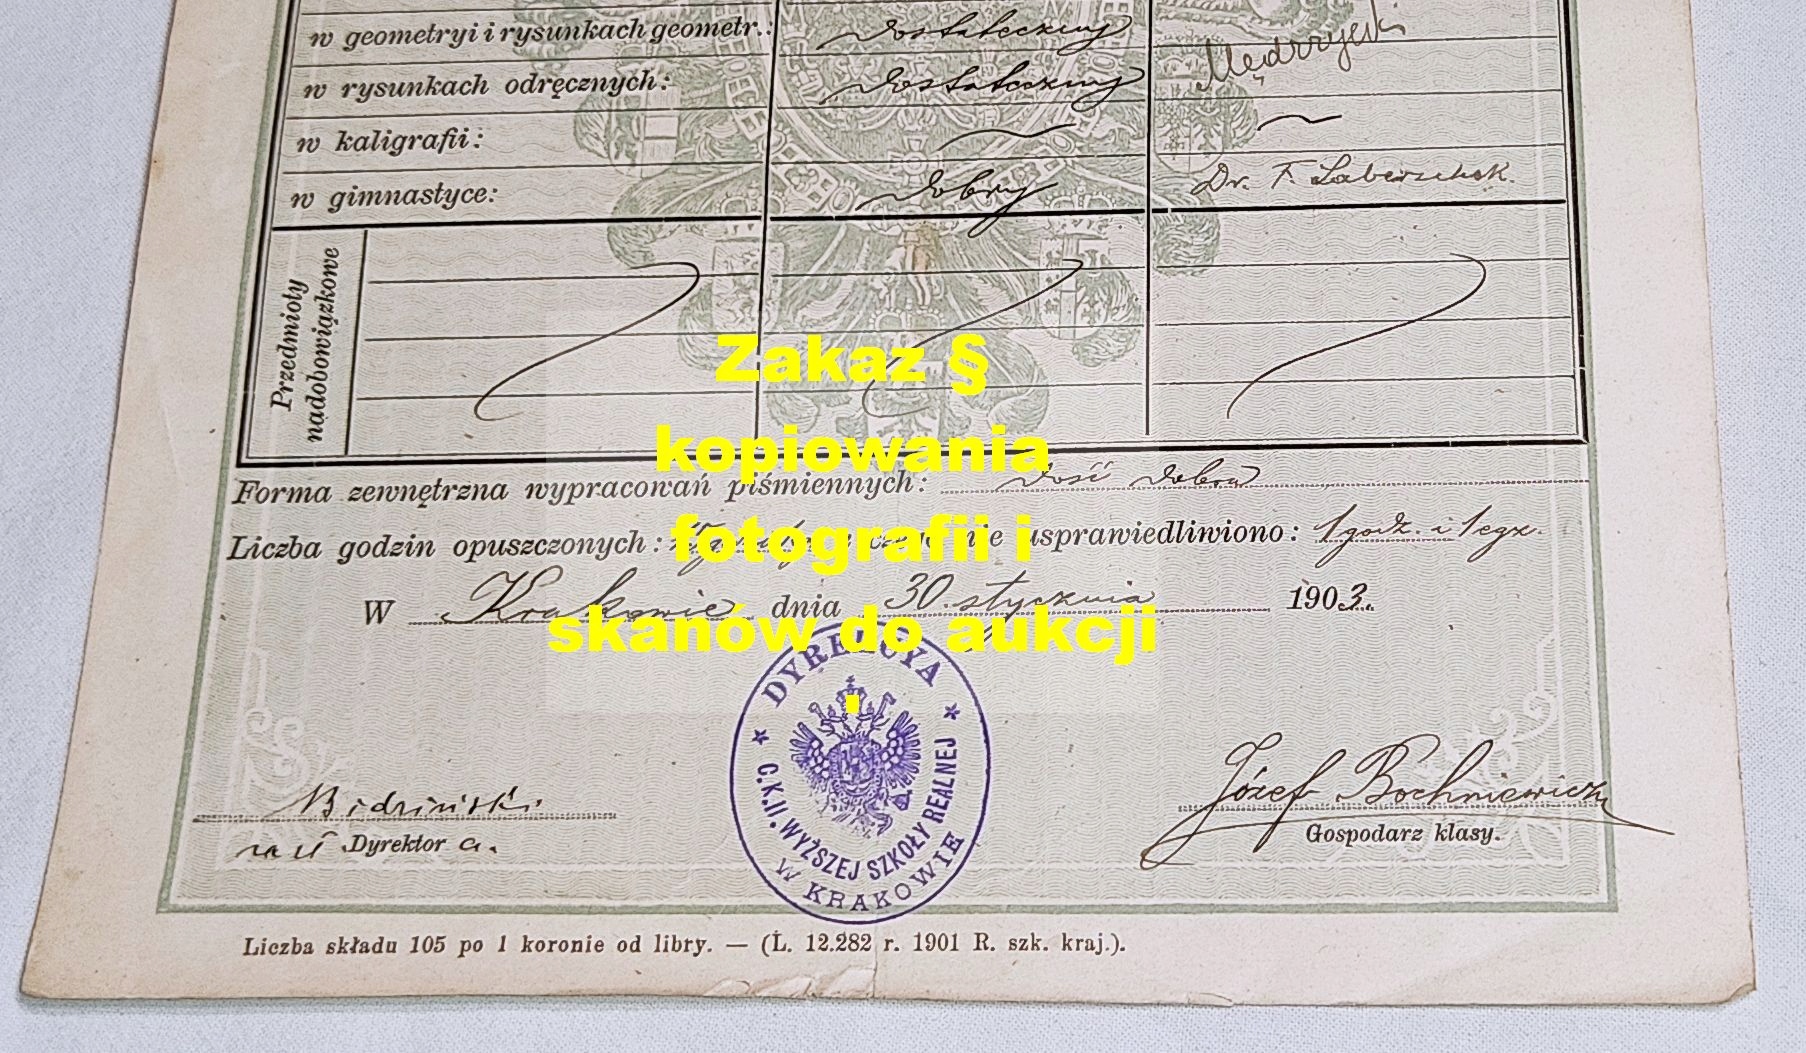 w geometryi i rysunkach geometr.: dostateczny Mędrzycki
w rysunkach odręcznych: dostateczny
w kaligrafii:
w gimnastyce: dobry Dr. F.
Przedmioty
nadobowiązkowe
Forma zewnętrzna wypracowań piśmiennych: dość dobra
Liczba godzin opuszczonych: nie usprawiedliwiono: 1 godz. i 1 egz.
W Krakowie dnia 30 stycznia 1903.
Zakaz §
kopiowania
fotografii i
skanów do aukcji
.
DYREKCYA
C.K. II. WYŻSZEJ SZKOŁY REALNEJ
W KRAKOWIE
Józef Bochniewicz
Dyrektor
Gospodarz klasy.
Liczba składu 105 po 1 koronie od libry. — (L. 12.282 r. 1901 R. szk. kraj.).